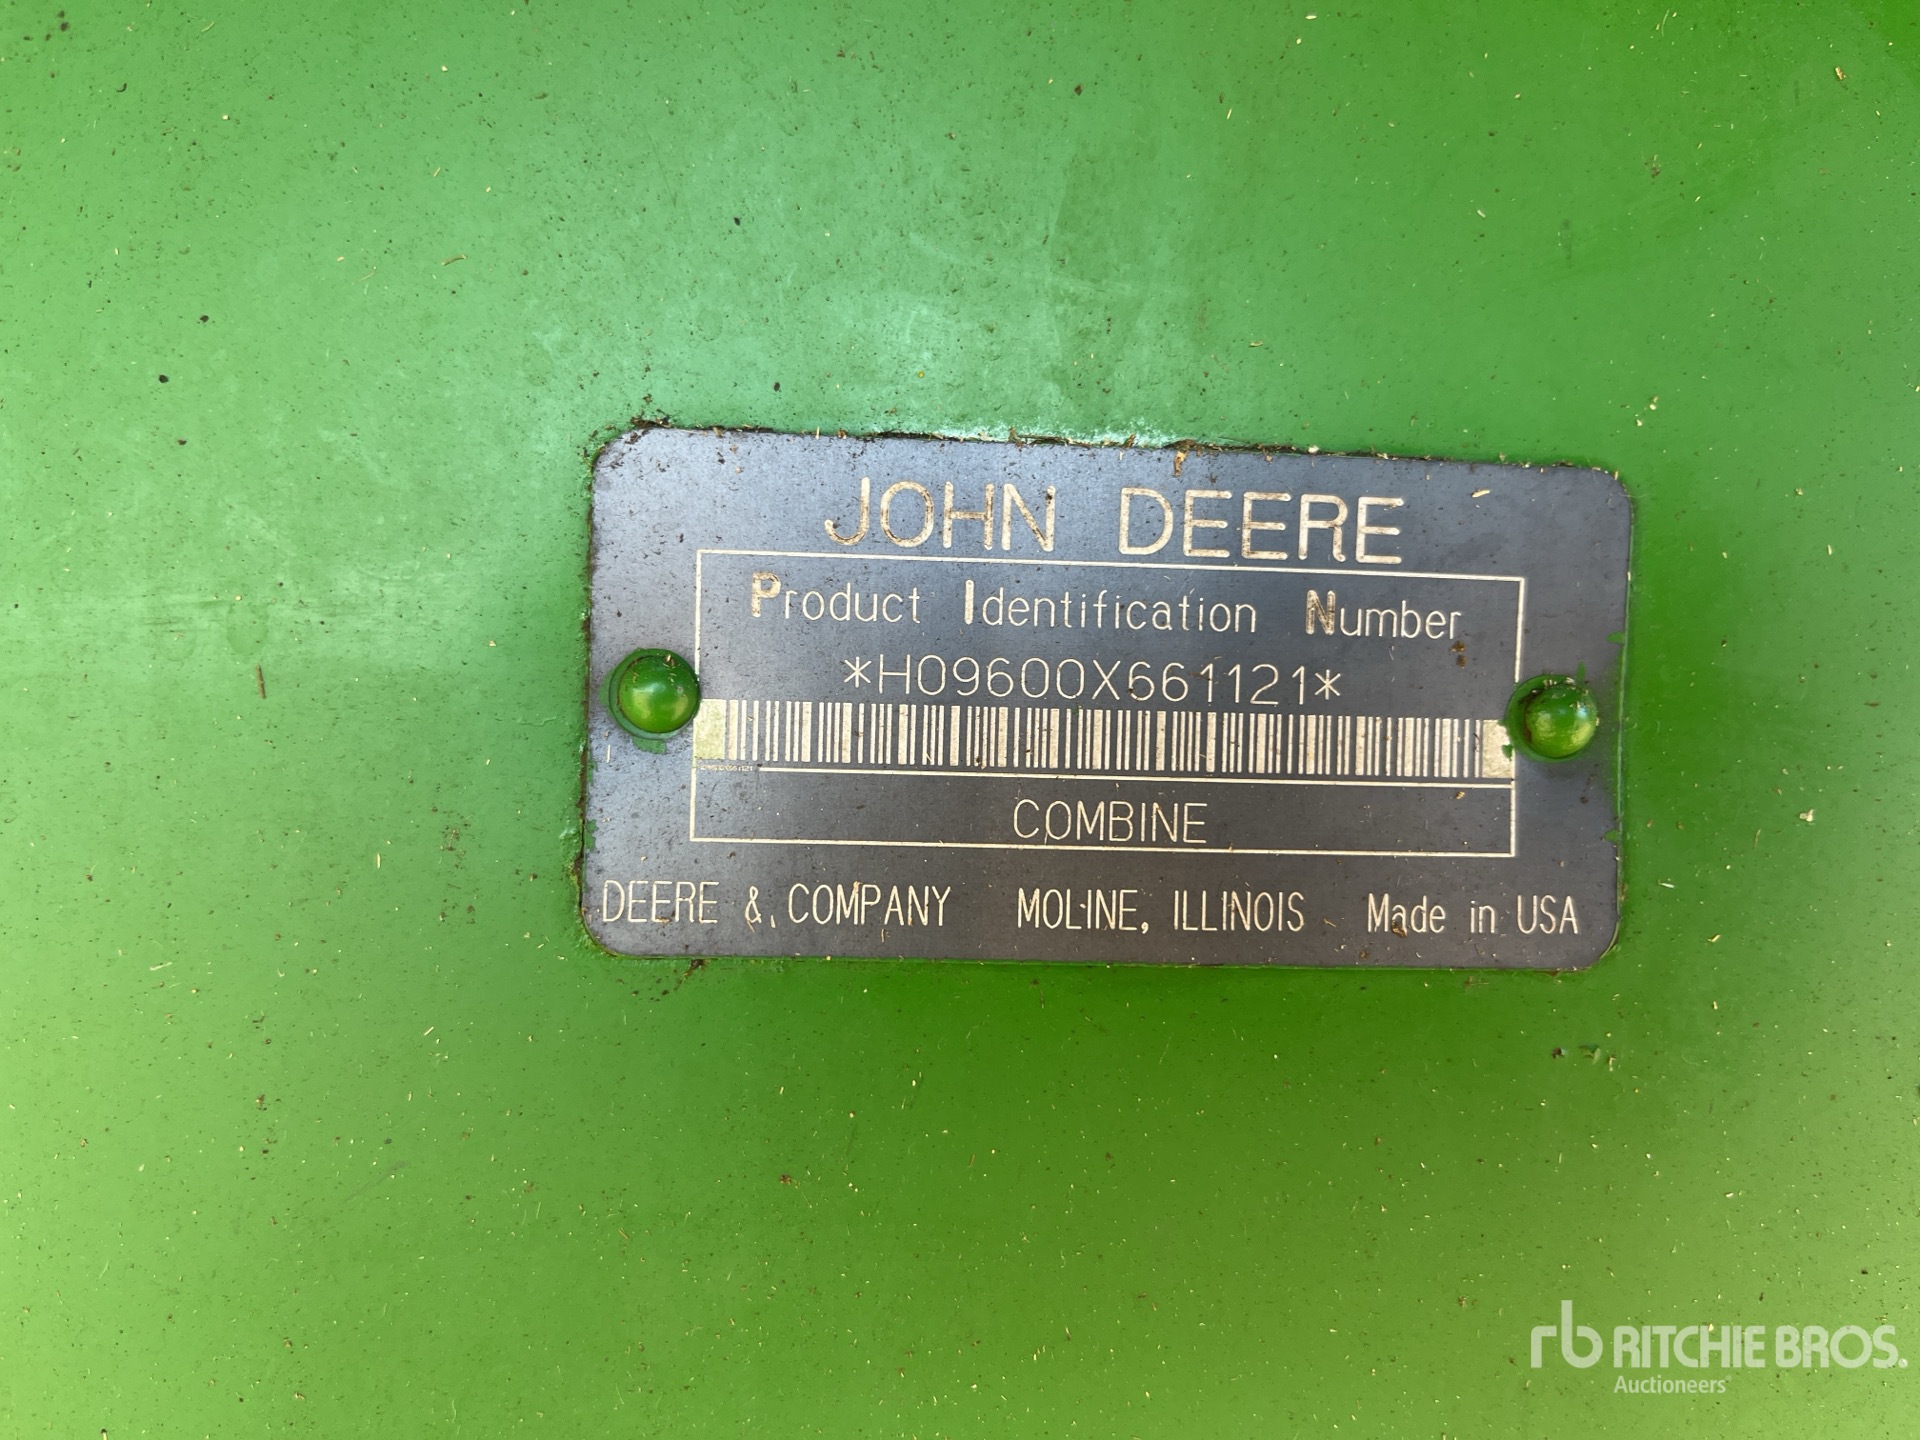 JOHN DEERE
Product Identification Number
*H09600X661121*
COMBINE
DEERE & COMPANY MOLINE, ILLINOIS Made in USA
rb RITCHIE BROS.
Auctioneers